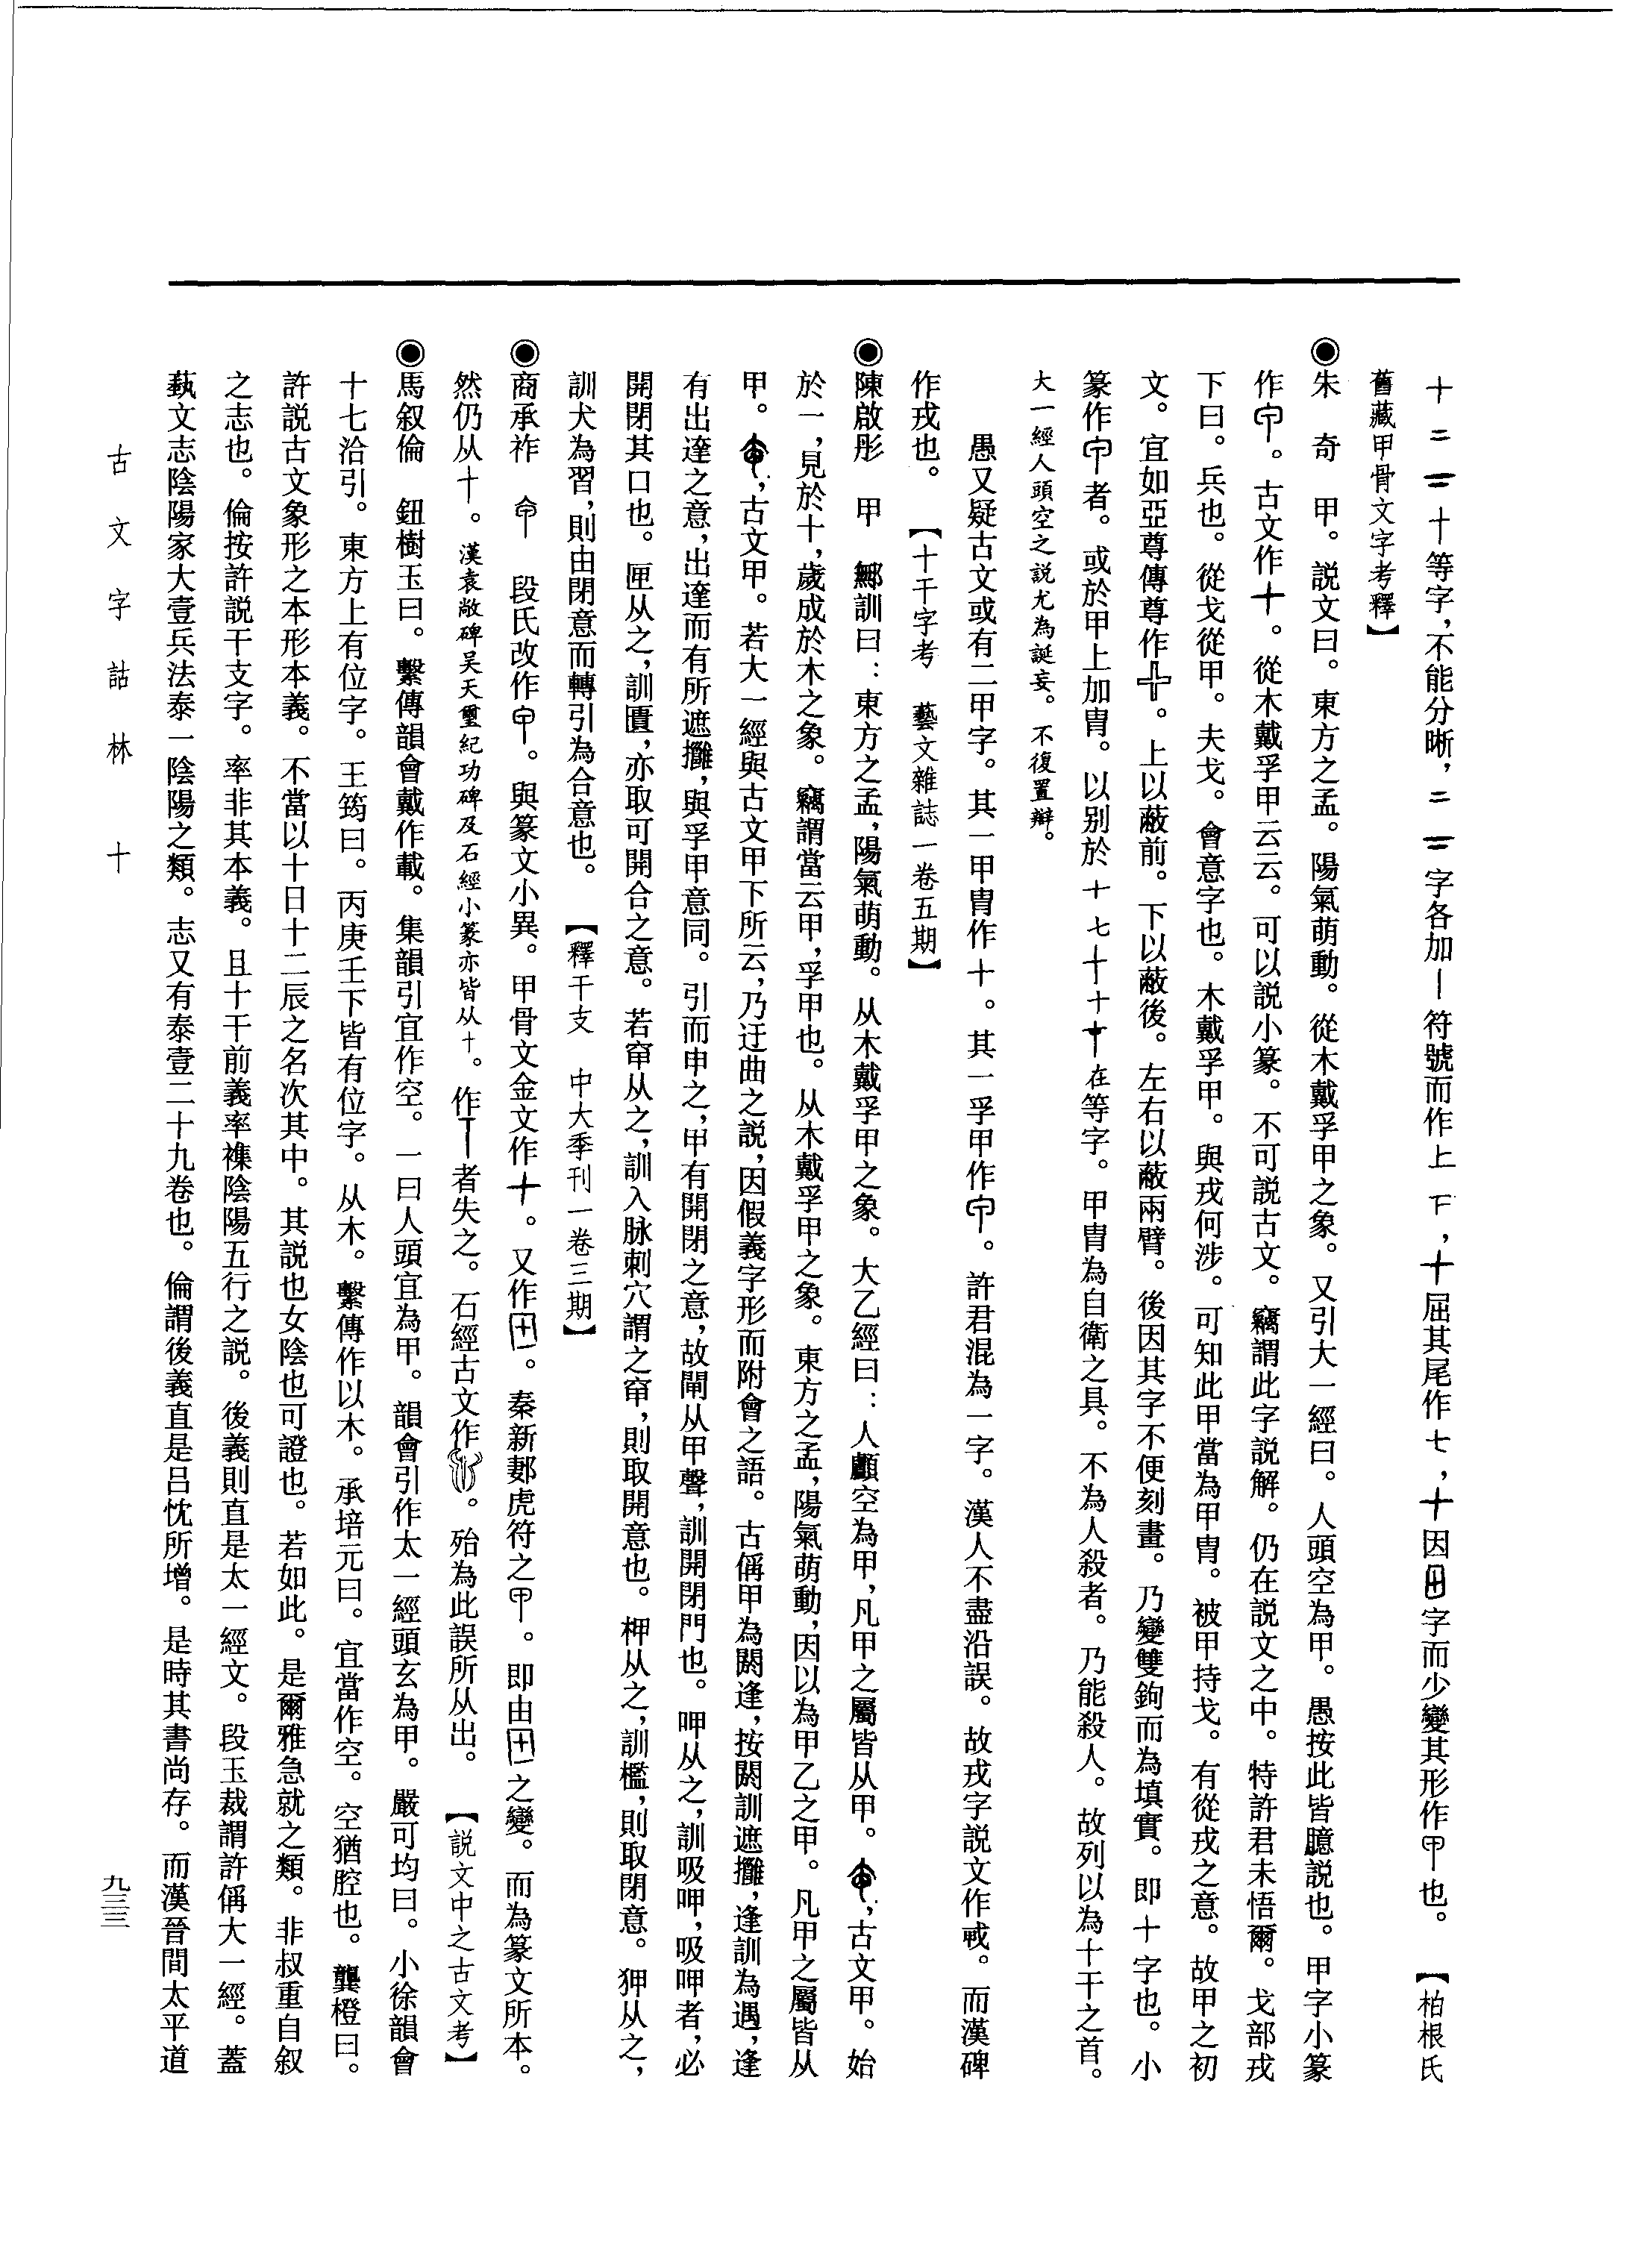 十二三十等字，不能分晰，二三字各加丨符號而作上下，十屈其尾作七，十因字而少變其形作也。【柏根氏
舊藏甲骨文字考釋】
◉朱　奇　甲。説文曰。東方之孟。陽氣萌動。從木戴孚甲之象。又引大一經曰。人頭空為甲。愚按此皆臆説也。甲字小篆
作。古文作十。從木戴孚甲云云。可以説小篆。不可説古文。竊謂此字説解。仍在説文之中。特許君未悟爾。戈部戎
下曰。兵也。從戈從甲。夫戈。會意字也。木戴孚甲。與戎何涉。可知此甲當為甲胄。被甲持戈。有從戎之意。故甲之初
文。宜如亞尊傳尊作。上以蔽前。下以蔽後。左右以蔽兩臂。後因其字不便刻畫。乃變雙鉤而為填實。即十字也。小
篆作者。或於甲上加胄。以别於十七十十在等字。甲胄為自衛之具。不為人殺者。乃能殺人。故列以為十干之首。
大一經人頭空之説尤為誕妄。不復置辯。
愚又疑古文或有二甲字。其一甲胄作十。其一孚甲作。許君混為一字。漢人不盡沿誤。故戎字説文作𢦦。而漢碑
作戎也。【十干字考　藝文雜誌一卷五期】
◉陳啟彤　甲　訓曰：東方之孟，陽氣萌動。从木戴孚甲之象。大乙經曰：人顱空為甲，凡甲之屬皆从甲。，古文甲。始
於一，見於十，歲成於木之象。竊謂當云甲，孚甲也。从木戴孚甲之象。東方之孟，陽氣萌動，因以為甲乙之甲。凡甲之屬皆从
甲。，古文甲。若大一經與古文甲下所云，乃迂曲之説，因假義字形而附會之語。古偁甲為閼逢，按閼訓遮攤，逢訓為遇，逢
有出達之意，出達而有所遮攤，與孚甲意同。引而申之，甲有開閉之意，故閘从甲聲，訓開閉門也。呷从之，訓吸呷，吸呷者，必
開閉其口也。匣从之，訓匱，亦取可開合之意。若窜从之，訓入脉刺穴謂之窜，則取開意也。柙从之，訓檻，則取閉意。狎从之，
訓犬為習，則由閉意而轉引為合意也。【釋干支　中大季刊一卷三期】
◉商承祚　段氏改作。與篆文小異。甲骨文金文作十。又作。秦新郪虎符之。即由之變。而為篆文所本。
然仍从十。漢袁敞碑吴天璽紀功碑及石經小篆亦皆从十。作者失之。石經古文作。殆為此誤所从出。【説文中之古文考】
◉馬叙倫　鈕樹玉曰。繫傳韻會戴作載。集韻引宜作空。一曰人頭宜為甲。韻會引作太一經頭玄為甲。嚴可均曰。小徐韻會
十七洽引。東方上有位字。王筠曰。丙庚壬下皆有位字。从木。繫傳作以木。承培元曰。宜當作空。空猶腔也。龔橙曰。
許説古文象形之本形本義。不當以十日十二辰之名次其中。其説也女陰也可證也。若如此。是爾雅急就之類。非叔重自叙
之志也。倫按許説干支字。率非其本義。且十干前義率襍陰陽五行之説。後義則直是太一經文。段玉裁謂許偁大一經。蓋
蓺文志陰陽家大壹兵法泰一陰陽之類。志又有泰壹二十九卷也。倫謂後義直是吕忱所增。是時其書尚存。而漢晉間太平道
古文字詁林　十
九三三